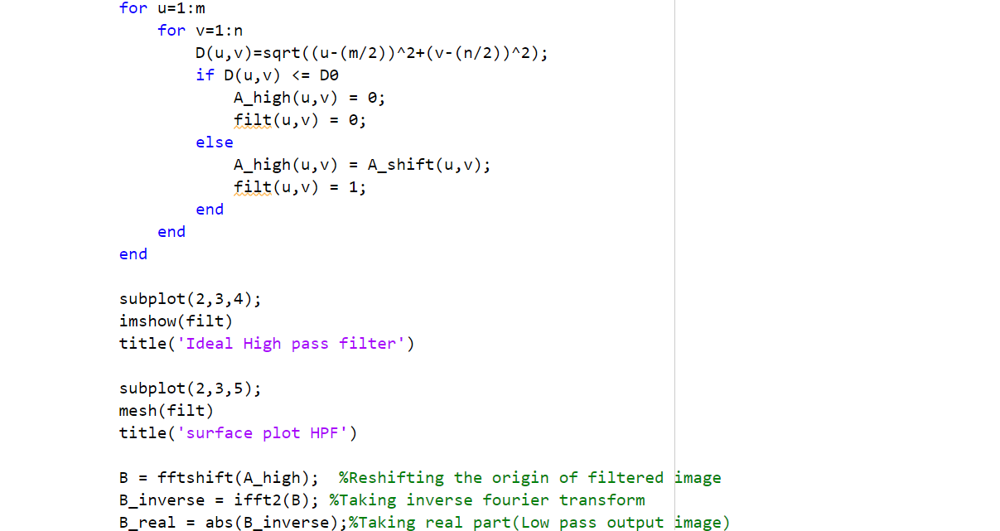 for u=1:m
for v=1:n
D(u,v)=sqrt((u-(m/2))^2+(v-(n/2))^2);
if D(u,v) <= D0
A_high(u,v) = 0;
filt(u,v) = 0;
else
A_high(u,v) = A_shift(u,v);
filt(u,v) = 1;
end
end
end
subplot(2,3,4);
imshow(filt)
title('Ideal High pass filter')
subplot(2,3,5);
mesh(filt)
title('surface plot HPF')
B = fftshift(A_high);  %Reshifting the origin of filtered image
B_inverse = ifft2(B); %Taking inverse fourier transform
B_real = abs(B_inverse);%Taking real part(Low pass output image)